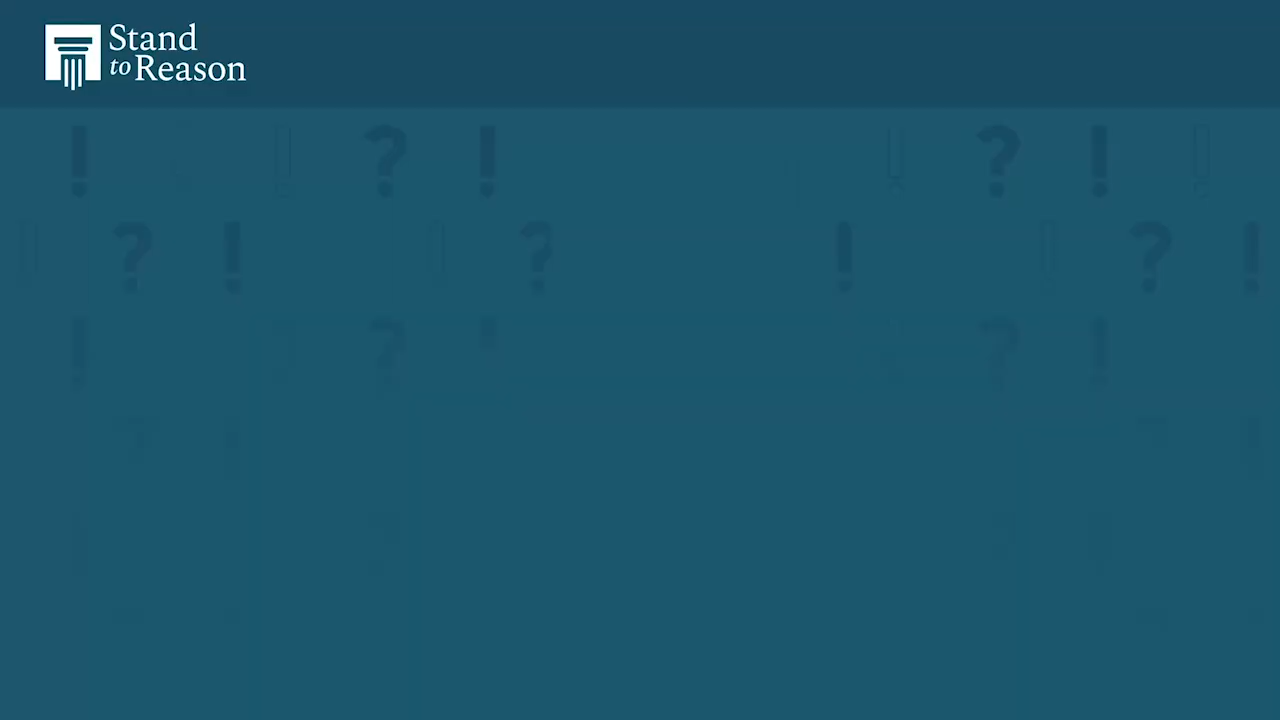 Stand
to Reason
! ? !
! ? !
? ! ? ! ? !
! ? ! ? !